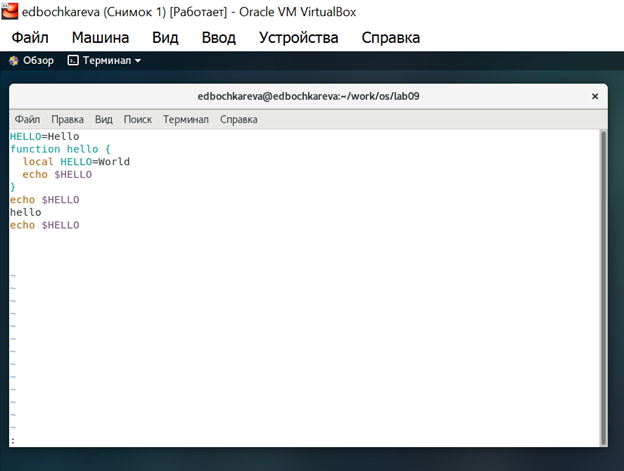 edbochkareva (Снимок 1) [Работает] - Oracle VM VirtualBox
Файл Машина Вид Ввод Устройства Справка
Обзор Терминал
edbochkareva@edbochkareva:~/work/os/lab09 ×
Файл Правка Вид Поиск Терминал Справка
HELLO=Hello
function hello {
  local HELLO=World
  echo $HELLO
}
echo $HELLO
hello
echo $HELLO
~
~
~
~
~
~
~
~
~
~
~
~
~
: